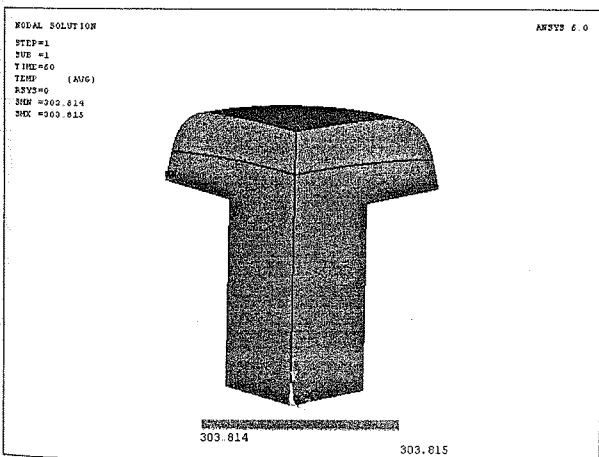 NODAL SOLUTION
STEP=1
SUB =1
TIME=60
TEMP (AVG)
RSYS=0
SMN =303.814
SMX =303.815
ANSYS 6.0
303.814
303.815